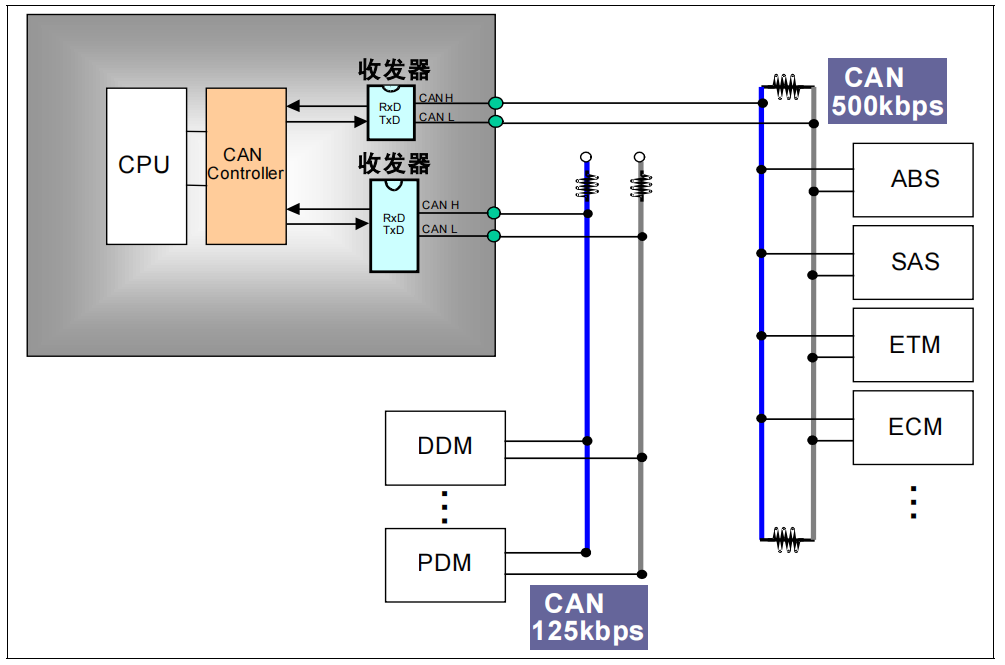 收发器
CPU
CAN
Controller
RxD
TxD
CAN H
CAN L
收发器
RxD
TxD
CAN H
CAN L
CAN
500kbps
ABS
SAS
ETM
ECM
DDM
PDM
CAN
125kbps